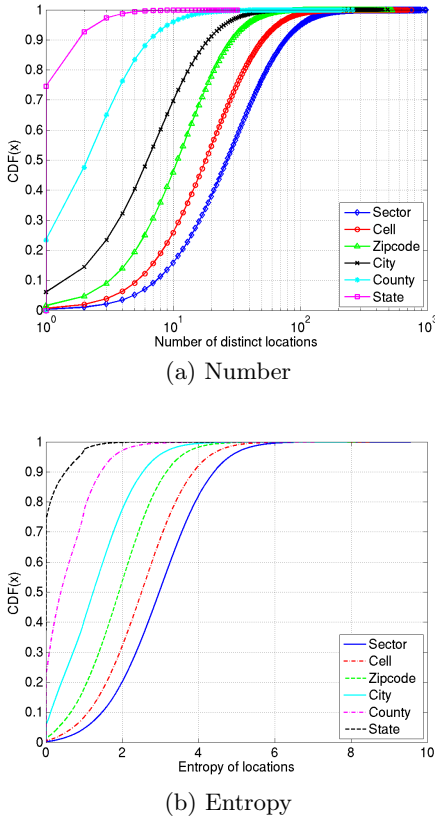 1
0.9
0.8
0.7
0.6
0.5
0.4
0.3
0.2
0.1
0
CDF(x)
Sector
Cell
Zipcode
City
County
State
10^0
10^1
10^2
10^3
Number of distinct locations
(a) Number
1
0.9
0.8
0.7
0.6
0.5
0.4
0.3
0.2
0.1
0
CDF(x)
Sector
Cell
Zipcode
City
County
State
0
2
4
6
8
10
Entropy of locations
(b) Entropy